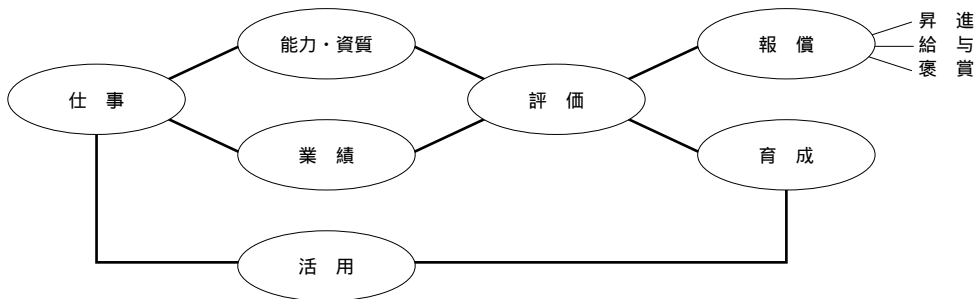 能力・資質
報　償
昇　進
給　与
褒　賞
仕　事
評　価
業　績
育　成
活　用